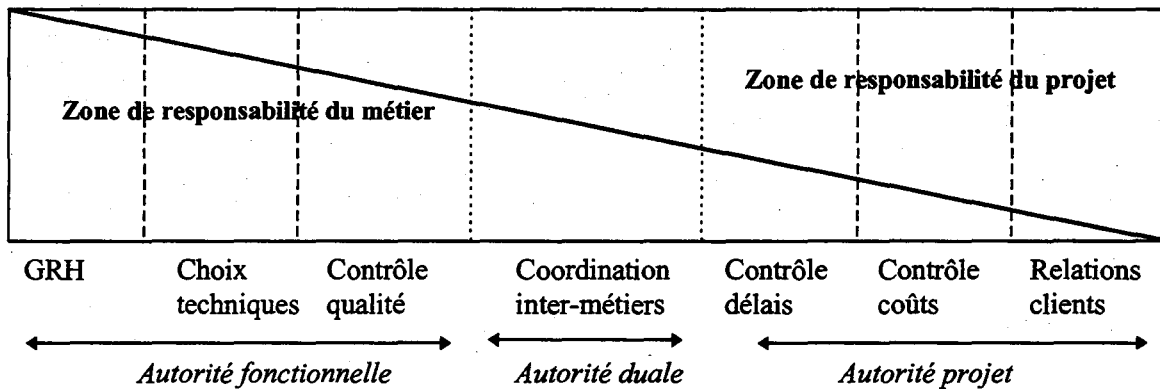 Zone de responsabilité du projet
Zone de responsabilité du métier
GRH Choix Contrôle Coordination Contrôle Contrôle Relations
techniques qualité inter-métiers délais coûts clients
Autorité fonctionnelle Autorité duale Autorité projet